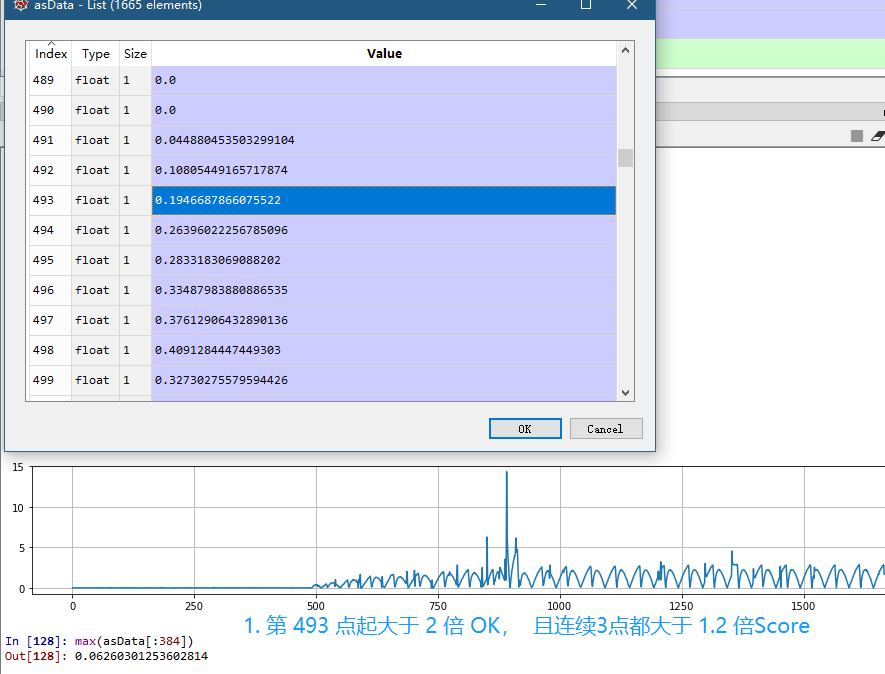 asData - List (1665 elements)
Index Type Size Value
489 float 1 0.0
490 float 1 0.0
491 float 1 0.044880453503299104
492 float 1 0.10805449165717874
493 float 1 0.1946687866075522
494 float 1 0.26396022256785096
495 float 1 0.2833183069088202
496 float 1 0.33487983880886535
497 float 1 0.37612906432890136
498 float 1 0.4091284447449303
499 float 1 0.32730275579594426
OK Cancel
15
10
5
0
0 250 500 750 1000 1250 1500
1. 第 493 点起大于 2 倍 OK， 且连续3点都大于 1.2 倍Score
In [128]: max(asData[:384])
Out[128]: 0.06260301253602814